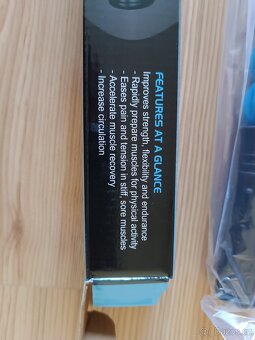 FEATURES AT A GLANCE
Improves strength, flexibility and endurance
- Rapidly prepare muscles for physical activity
- Eases pain and tension in stiff, sore muscles
- Accelerate muscle recovery
- Increase circulation